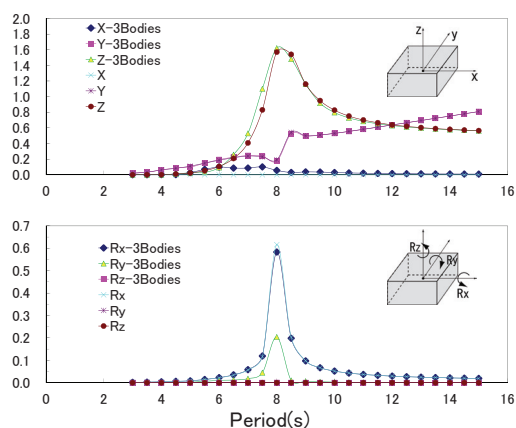 2.0
1.8
1.6
1.4
1.2
1.0
0.8
0.6
0.4
0.2
0.0
X-3Bodies
Y-3Bodies
Z-3Bodies
X
Y
Z
z
y
x
0 2 4 6 8 10 12 14 16
0.7
0.6
0.5
0.4
0.3
0.2
0.1
0.0
Rx-3Bodies
Ry-3Bodies
Rz-3Bodies
Rx
Ry
Rz
Rz
Ry
Rx
0 2 4 6 8 10 12 14 16
Period(s)